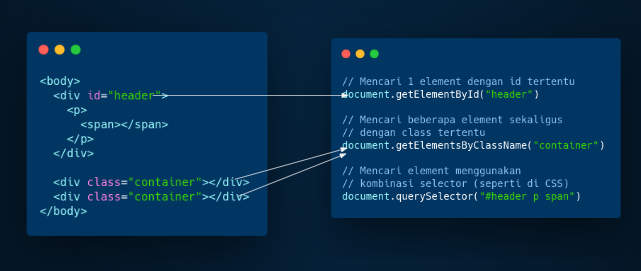 <body>
<div id="header">
<p>
<span></span>
</p>
</div>
<div class="container"></div>
<div class="container"></div>
</body>
// Mencari 1 element dengan id tertentu
document.getElementById("header")
// Mencari beberapa element sekaligus
// dengan class tertentu
document.getElementsByClassName("container")
// Mencari element menggunakan
// kombinasi selector (seperti di CSS)
document.querySelector("#header p span")